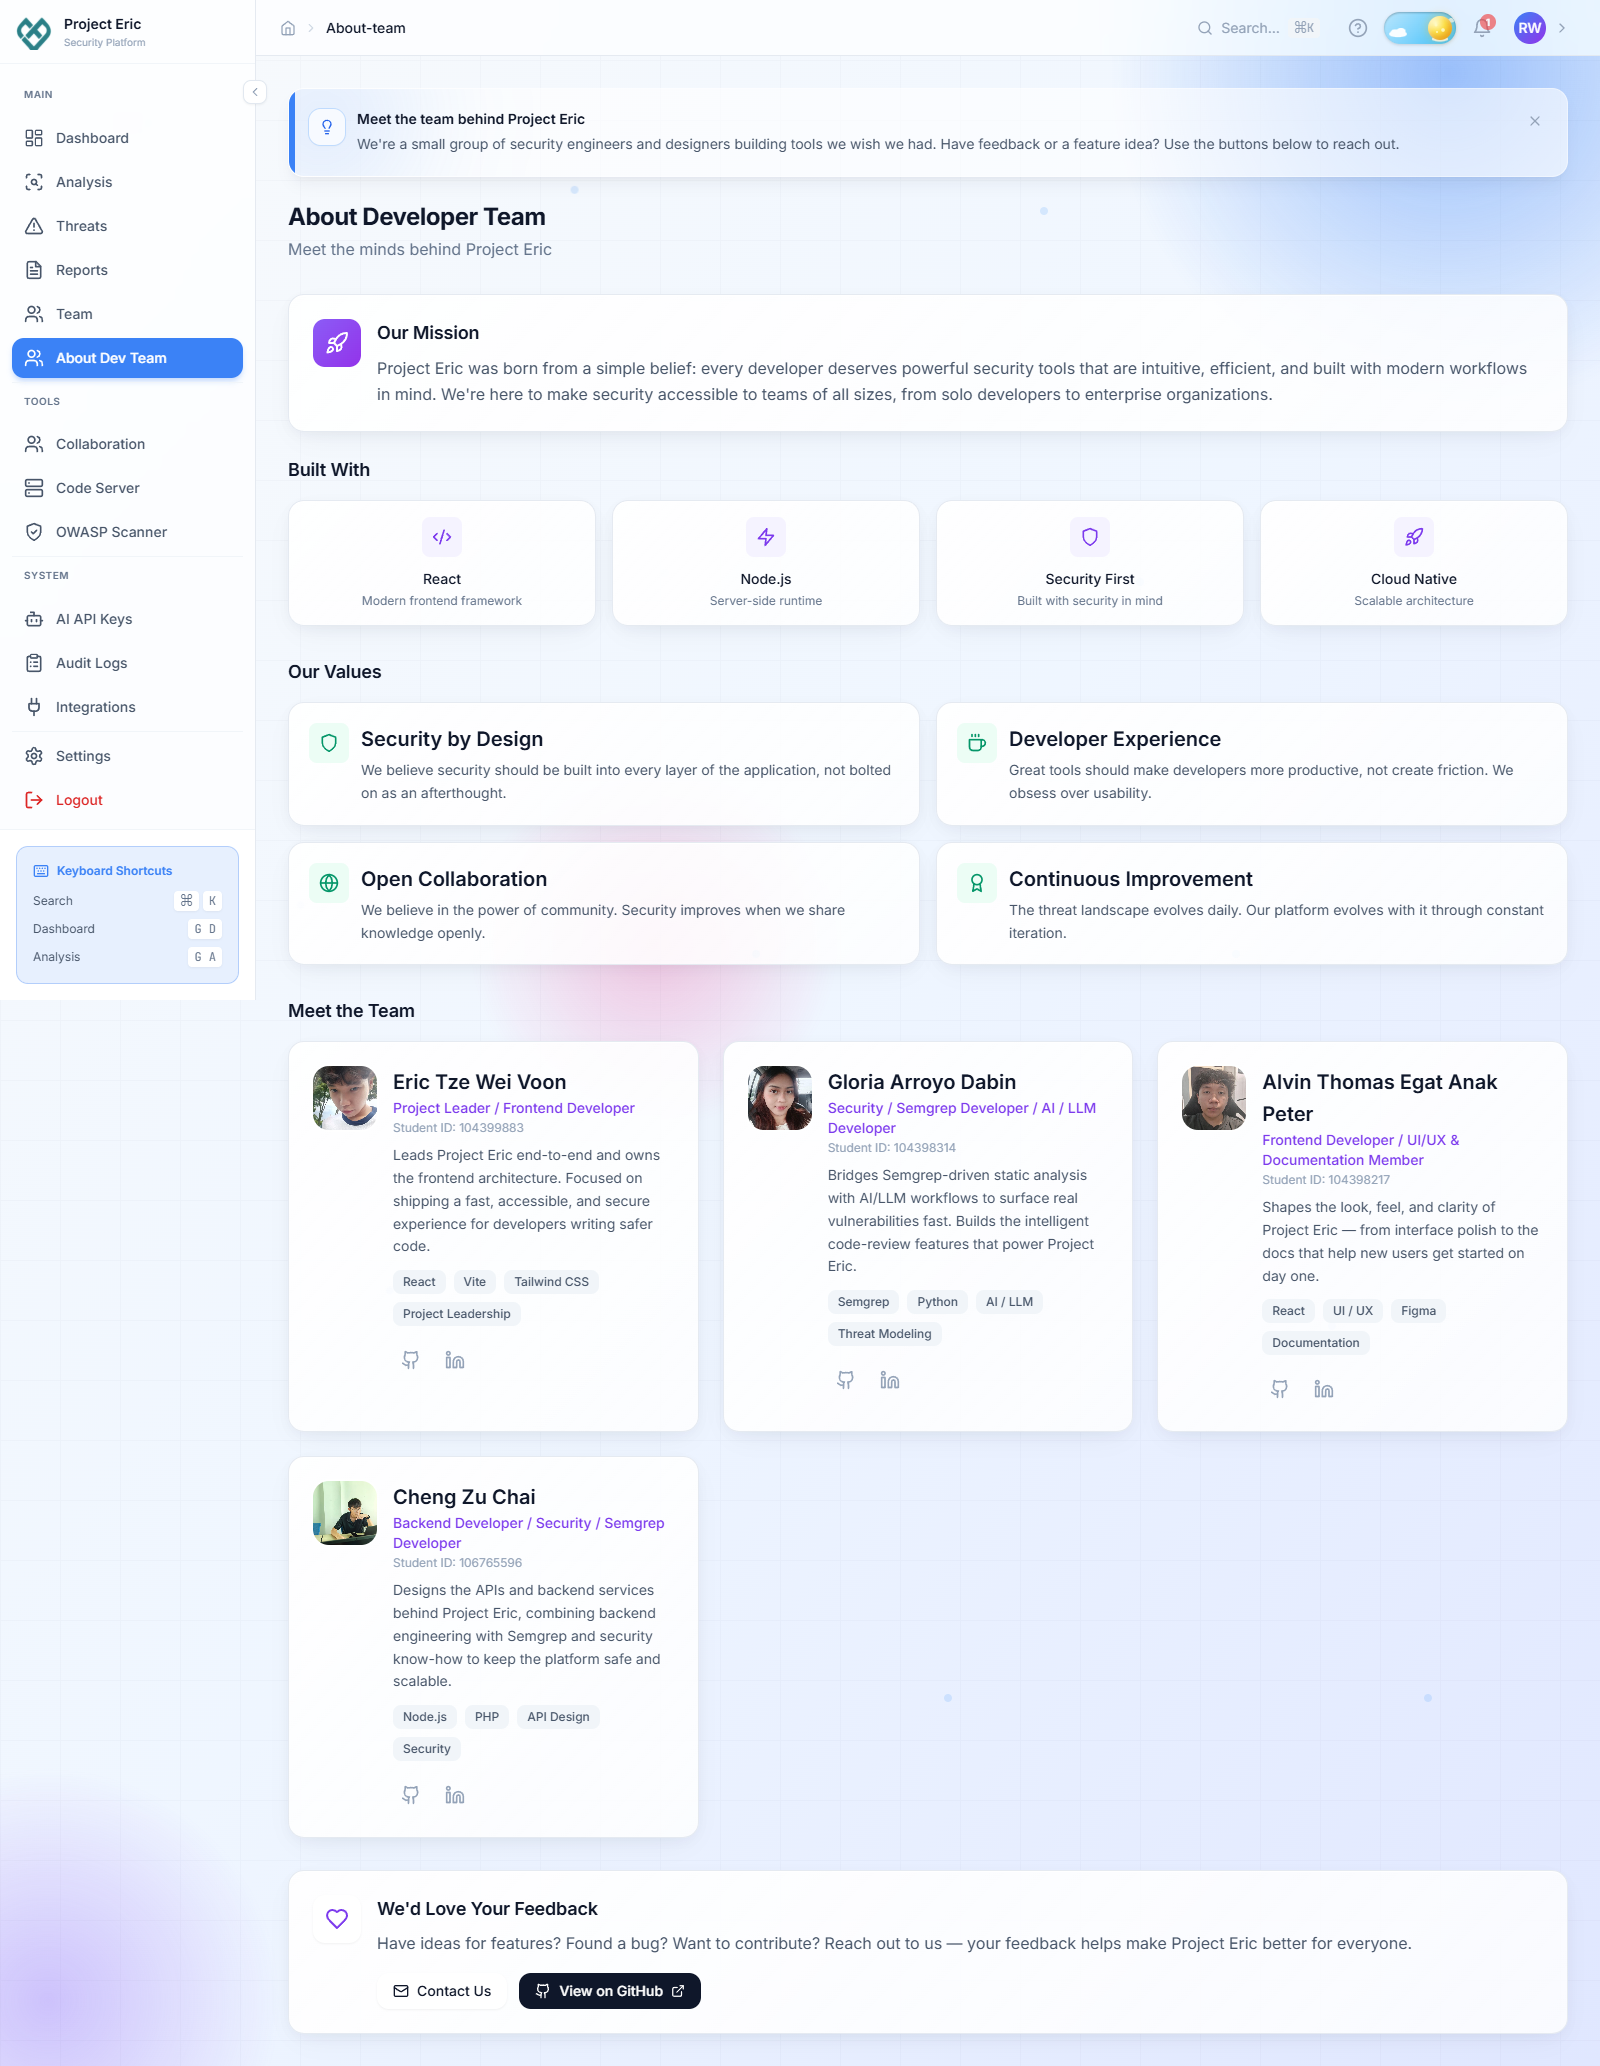 Project Eric
Security Platform
MAIN
Dashboard
Analysis
Threats
Reports
Team
About Dev Team
TOOLS
Collaboration
Code Server
OWASP Scanner
SYSTEM
AI API Keys
Audit Logs
Integrations
Settings
Logout
Keyboard Shortcuts
Search ⌘ K
Dashboard G D
Analysis G A
About-team
Search... ⌘K
1
RW
Meet the team behind Project Eric
We're a small group of security engineers and designers building tools we wish we had. Have feedback or a feature idea? Use the buttons below to reach out.
About Developer Team
Meet the minds behind Project Eric
Our Mission
Project Eric was born from a simple belief: every developer deserves powerful security tools that are intuitive, efficient, and built with modern workflows
in mind. We're here to make security accessible to teams of all sizes, from solo developers to enterprise organizations.
Built With
React
Modern frontend framework
Node.js
Server-side runtime
Security First
Built with security in mind
Cloud Native
Scalable architecture
Our Values
Security by Design
We believe security should be built into every layer of the application, not bolted
on as an afterthought.
Developer Experience
Great tools should make developers more productive, not create friction. We
obsess over usability.
Open Collaboration
We believe in the power of community. Security improves when we share
knowledge openly.
Continuous Improvement
The threat landscape evolves daily. Our platform evolves with it through constant
iteration.
Meet the Team
Eric Tze Wei Voon
Project Leader / Frontend Developer
Student ID: 104399883
Leads Project Eric end-to-end and owns
the frontend architecture. Focused on
shipping a fast, accessible, and secure
experience for developers writing safer
code.
React Vite Tailwind CSS
Project Leadership
Gloria Arroyo Dabin
Security / Semgrep Developer / AI / LLM
Developer
Student ID: 104398314
Bridges Semgrep-driven static analysis
with AI/LLM workflows to surface real
vulnerabilities fast. Builds the intelligent
code-review features that power Project
Eric.
Semgrep Python AI / LLM
Threat Modeling
Alvin Thomas Egat Anak
Peter
Frontend Developer / UI/UX &
Documentation Member
Student ID: 104398217
Shapes the look, feel, and clarity of
Project Eric — from interface polish to the
docs that help new users get started on
day one.
React UI / UX Figma
Documentation
Cheng Zu Chai
Backend Developer / Security / Semgrep
Developer
Student ID: 106765596
Designs the APIs and backend services
behind Project Eric, combining backend
engineering with Semgrep and security
know-how to keep the platform safe and
scalable.
Node.js PHP API Design
Security
We'd Love Your Feedback
Have ideas for features? Found a bug? Want to contribute? Reach out to us — your feedback helps make Project Eric better for everyone.
Contact Us
View on GitHub